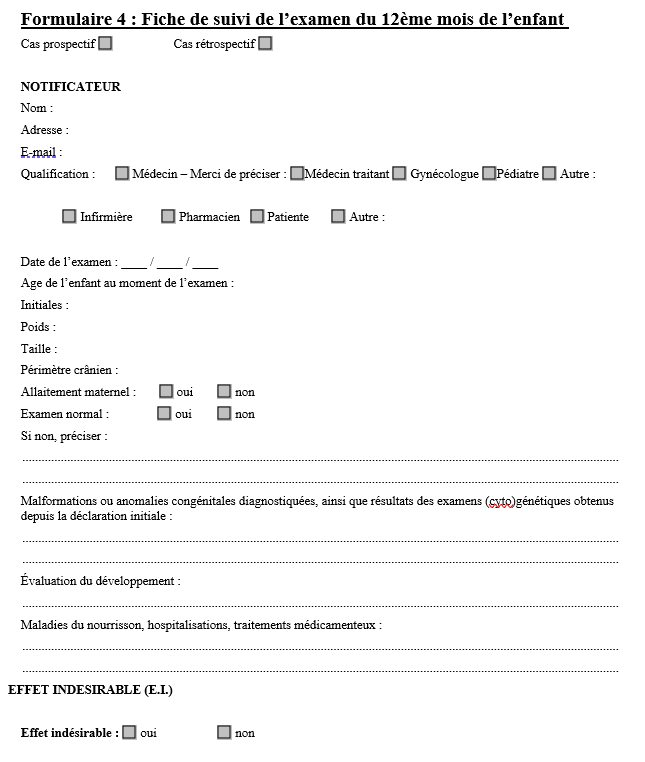 Formulaire 4 : Fiche de suivi de l'examen du 12ème mois de l'enfant
Cas prospectif Cas rétrospectif
NOTIFICATEUR
Nom :
Adresse :
E-mail :
Qualification : Médecin – Merci de préciser : Médecin traitant Gynécologue Pédiatre Autre :
Infirmière Pharmacien Patiente Autre :
Date de l'examen : ____ / ____ / ____
Age de l'enfant au moment de l'examen :
Initiales :
Poids :
Taille :
Périmètre crânien :
Allaitement maternel : oui non
Examen normal : oui non
Si non, préciser :
Malformations ou anomalies congénitales diagnostiquées, ainsi que résultats des examens (cyto)génétiques obtenus
depuis la déclaration initiale :
Évaluation du développement :
Maladies du nourrisson, hospitalisations, traitements médicamenteux :
EFFET INDESIRABLE (E.I.)
Effet indésirable : oui non